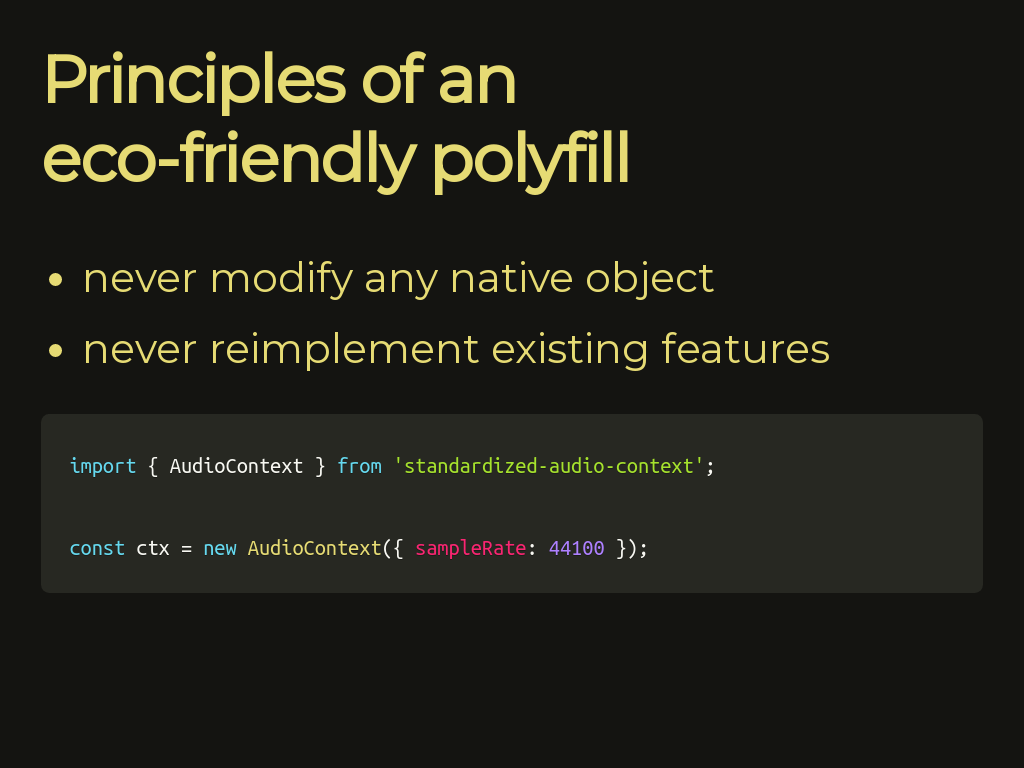 Principles of an
eco-friendly polyfill
• never modify any native object
• never reimplement existing features
import { AudioContext } from 'standardized-audio-context';
const ctx = new AudioContext({ sampleRate: 44100 });